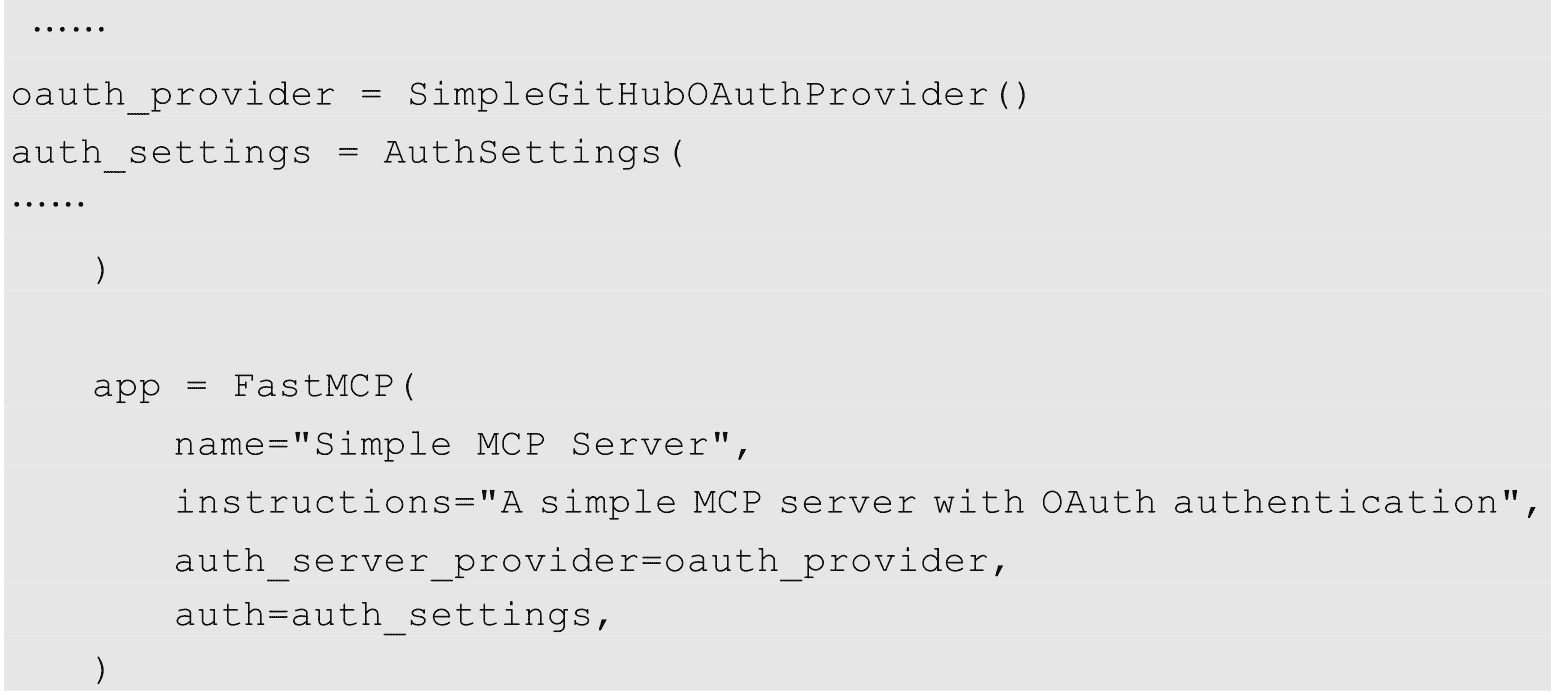 ……
oauth_provider = SimpleGitHubOAuthProvider()
auth_settings = AuthSettings(
……
    )

    app = FastMCP(
        name="Simple MCP Server",
        instructions="A simple MCP server with OAuth authentication",
        auth_server_provider=oauth_provider,
        auth=auth_settings,
    )